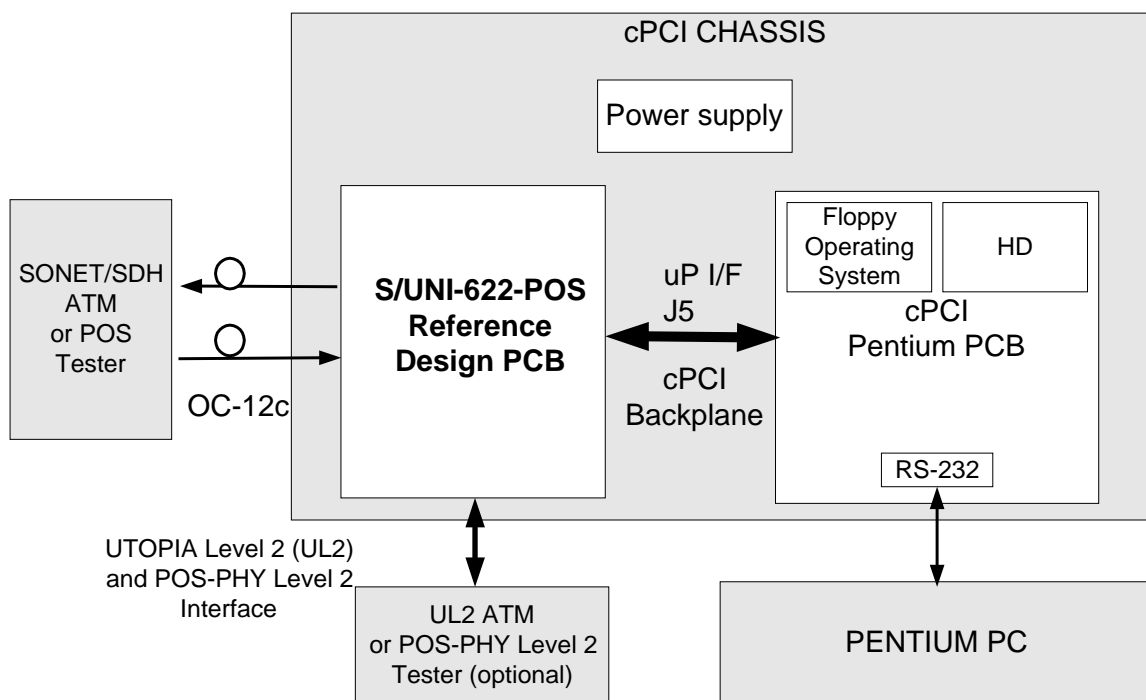 cPCI CHASSIS
Power supply
SONET/SDH
ATM
or POS
Tester
OC-12c
S/UNI-622-POS
Reference
Design PCB
uP I/F
J5
cPCI
Backplane
Floppy
Operating
System
HD
cPCI
Pentium PCB
RS-232
UTOPIA Level 2 (UL2)
and POS-PHY Level 2
Interface
UL2 ATM
or POS-PHY Level 2
Tester (optional)
PENTIUM PC